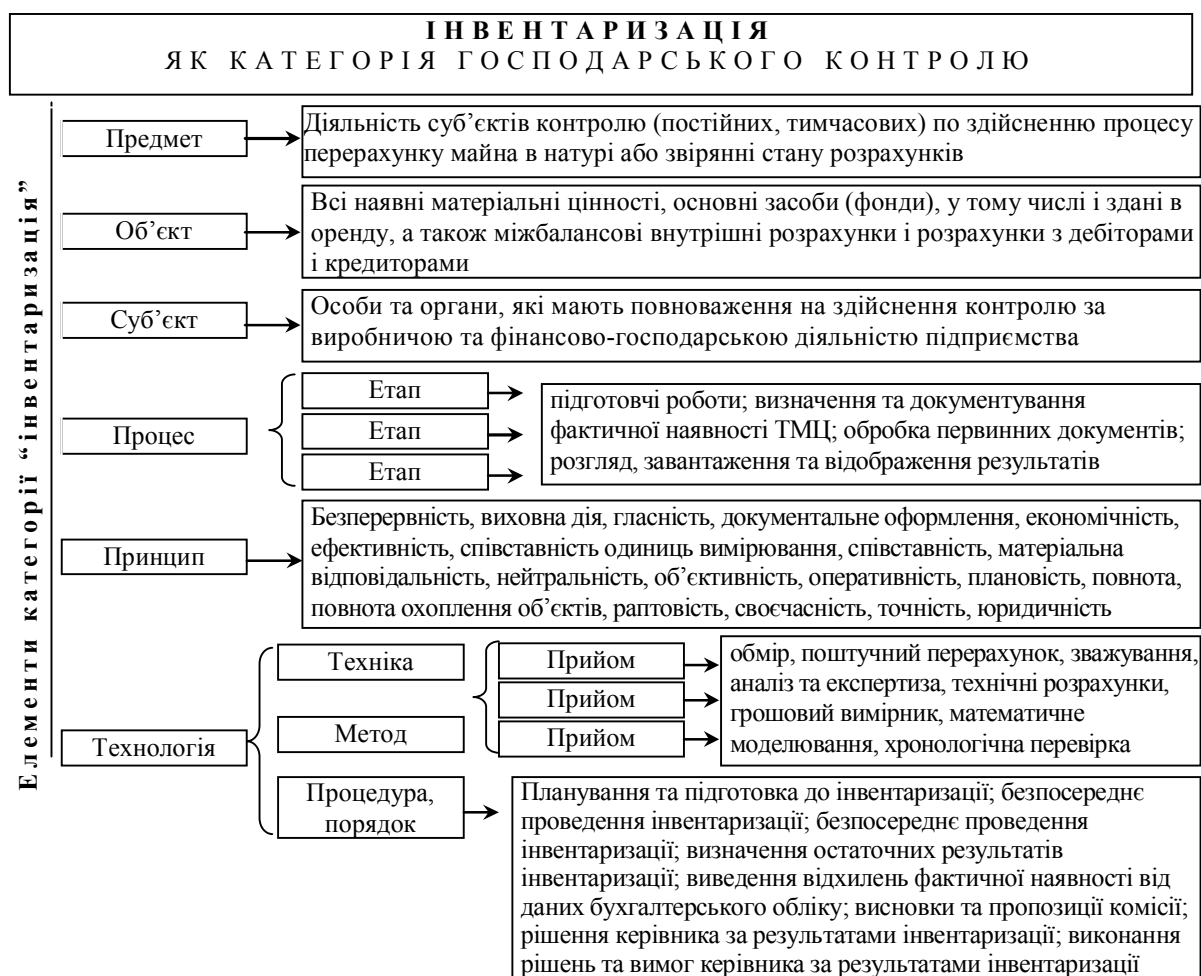 ІНВЕНТАРИЗАЦІЯ
ЯК КАТЕГОРІЯ ГОСПОДАРСЬКОГО КОНТРОЛЮ
Елементи категорії “інвентаризація”
Предмет
Діяльність суб’єктів контролю (постійних, тимчасових) по здійсненню процесу
перерахунку майна в натурі або звірянні стану розрахунків
Об’єкт
Всі наявні матеріальні цінності, основні засоби (фонди), у тому числі і здані в
оренду, а також міжбалансові внутрішні розрахунки і розрахунки з дебіторами
і кредиторами
Суб’єкт
Особи та органи, які мають повноваження на здійснення контролю за
виробничою та фінансово-господарською діяльністю підприємства
Процес
Етап
Етап
Етап
підготовчі роботи; визначення та документування
фактичної наявності ТМЦ; обробка первинних документів;
розгляд, завантаження та відображення результатів
Принцип
Безперервність, виховна дія, гласність, документальне оформлення, економічність,
ефективність, співставність одиниць вимірювання, співставність, матеріальна
відповідальність, нейтральність, об’єктивність, оперативність, плановість, повнота,
повнота охоплення об’єктів, раптовість, своєчасність, точність, юридичність
Технологія
Техніка
Метод
Прийом
Прийом
Прийом
обмір, поштучний перерахунок, зважування,
аналіз та експертиза, технічні розрахунки,
грошовий вимірник, математичне
моделювання, хронологічна перевірка
Процедура,
порядок
Планування та підготовка до інвентаризації; безпосереднє
проведення інвентаризації; безпосереднє проведення
інвентаризації; визначення остаточних результатів
інвентаризації; виведення відхилень фактичної наявності від
даних бухгалтерського обліку; висновки та пропозиції комісії;
рішення керівника за результатами інвентаризації; виконання
рішень та вимог керівника за результатами інвентаризації